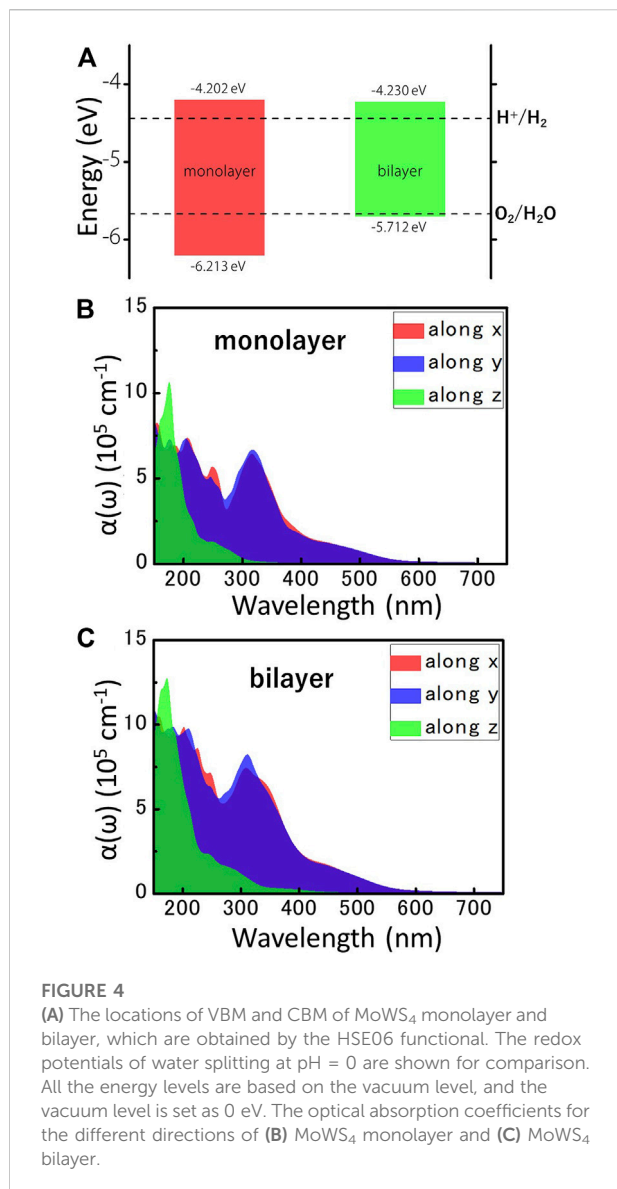 A
Energy (eV)
-4
-5
-6
-4.202 eV
-4.230 eV
H⁺/H₂
monolayer
bilayer
O₂/H₂O
-5.712 eV
-6.213 eV
B
15
10
5
0
α(ω) (10⁵ cm⁻¹)
monolayer
along x
along y
along z
200 300 400 500 600 700
Wavelength (nm)
C
15
10
5
0
α(ω) (10⁵ cm⁻¹)
bilayer
along x
along y
along z
200 300 400 500 600 700
Wavelength (nm)
FIGURE 4
(A) The locations of VBM and CBM of MoWS₄ monolayer and
bilayer, which are obtained by the HSE06 functional. The redox
potentials of water splitting at pH = 0 are shown for comparison.
All the energy levels are based on the vacuum level, and the
vacuum level is set as 0 eV. The optical absorption coefficients for
the different directions of (B) MoWS₄ monolayer and (C) MoWS₄
bilayer.